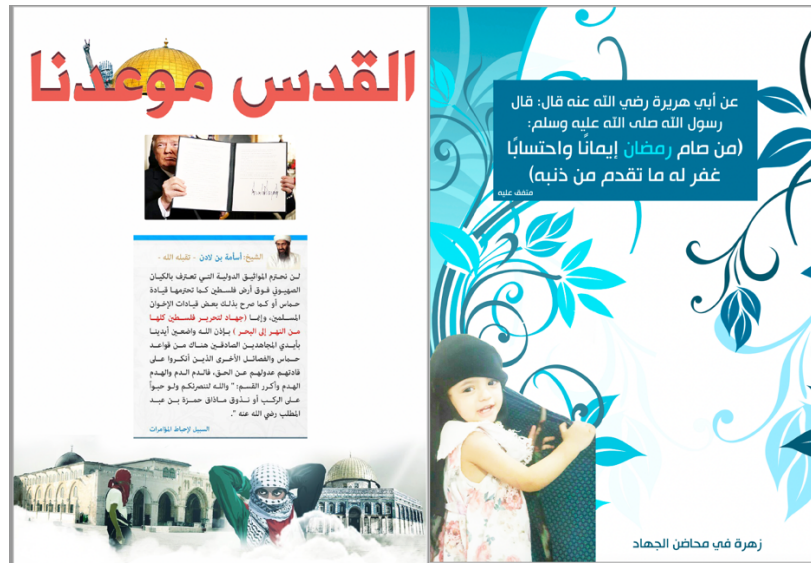 القدس موعدنا
الشيخ: أسامة بن لادن - تقبله الله -
لن نحترم المواثيق الدولية التي تعترف بالكيان
الصهيوني فوق أرض فلسطين كما تحترمها قيادة
حماس أو كما صرح بذلك بعض قيادات الإخوان
المسلمين، وإنما (جهاد لتحرير فلسطين كلها
من النهر إلى البحر ) بإذن الله واضعين أيدينا
بأيدي المجاهدين الصادقين هناك من قواعد
حماس والفصائل الأخرى الذين أنكروا على
قادتهم عدولهم عن الحق، فالدم الدم والهدم
الهدم وأكرر القسم: " والله لننصرنكم ولو حبواً
على الركب أو نذوق ماذاق حمزة بن عبد
المطلب رضي الله عنه ".
السبيل لإحباط المؤامرات
عن أبي هريرة رضي الله عنه قال: قال
رسول الله صلى الله عليه وسلم:
(من صام رمضان إيمانًا واحتسابًا
غفر له ما تقدم من ذنبه)
متفق عليه
زهرة في محاضن الجهاد